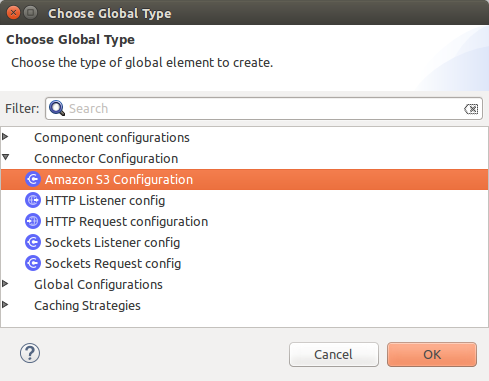 Choose Global Type
Choose Global Type
Choose the type of global element to create.
Filter: Search
Component configurations
Connector Configuration
Amazon S3 Configuration
HTTP Listener config
HTTP Request configuration
Sockets Listener config
Sockets Request config
Global Configurations
Caching Strategies
? Cancel OK